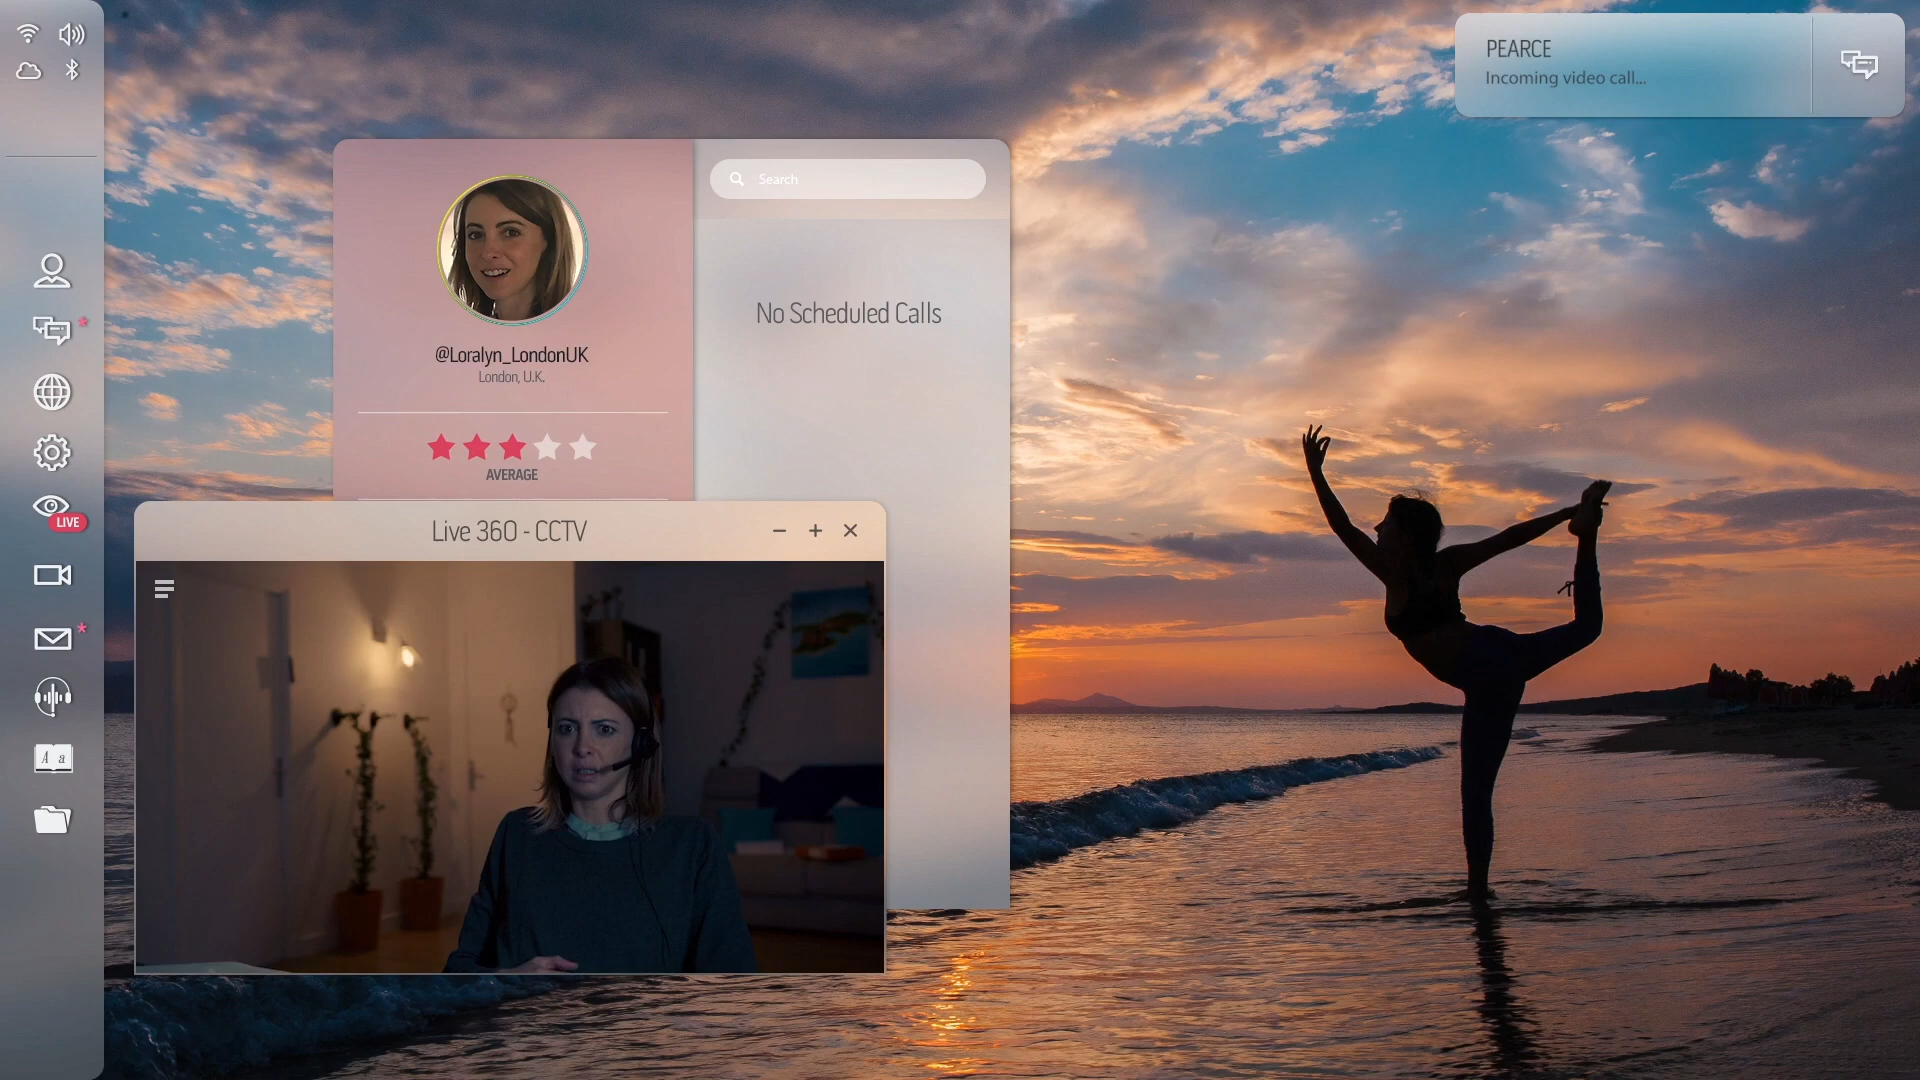 PEARCE
Incoming video call...
Search
No Scheduled Calls
@Loralyn_LondonUK
London, U.K.
AVERAGE
LIVE
Live 360 - CCTV
A a